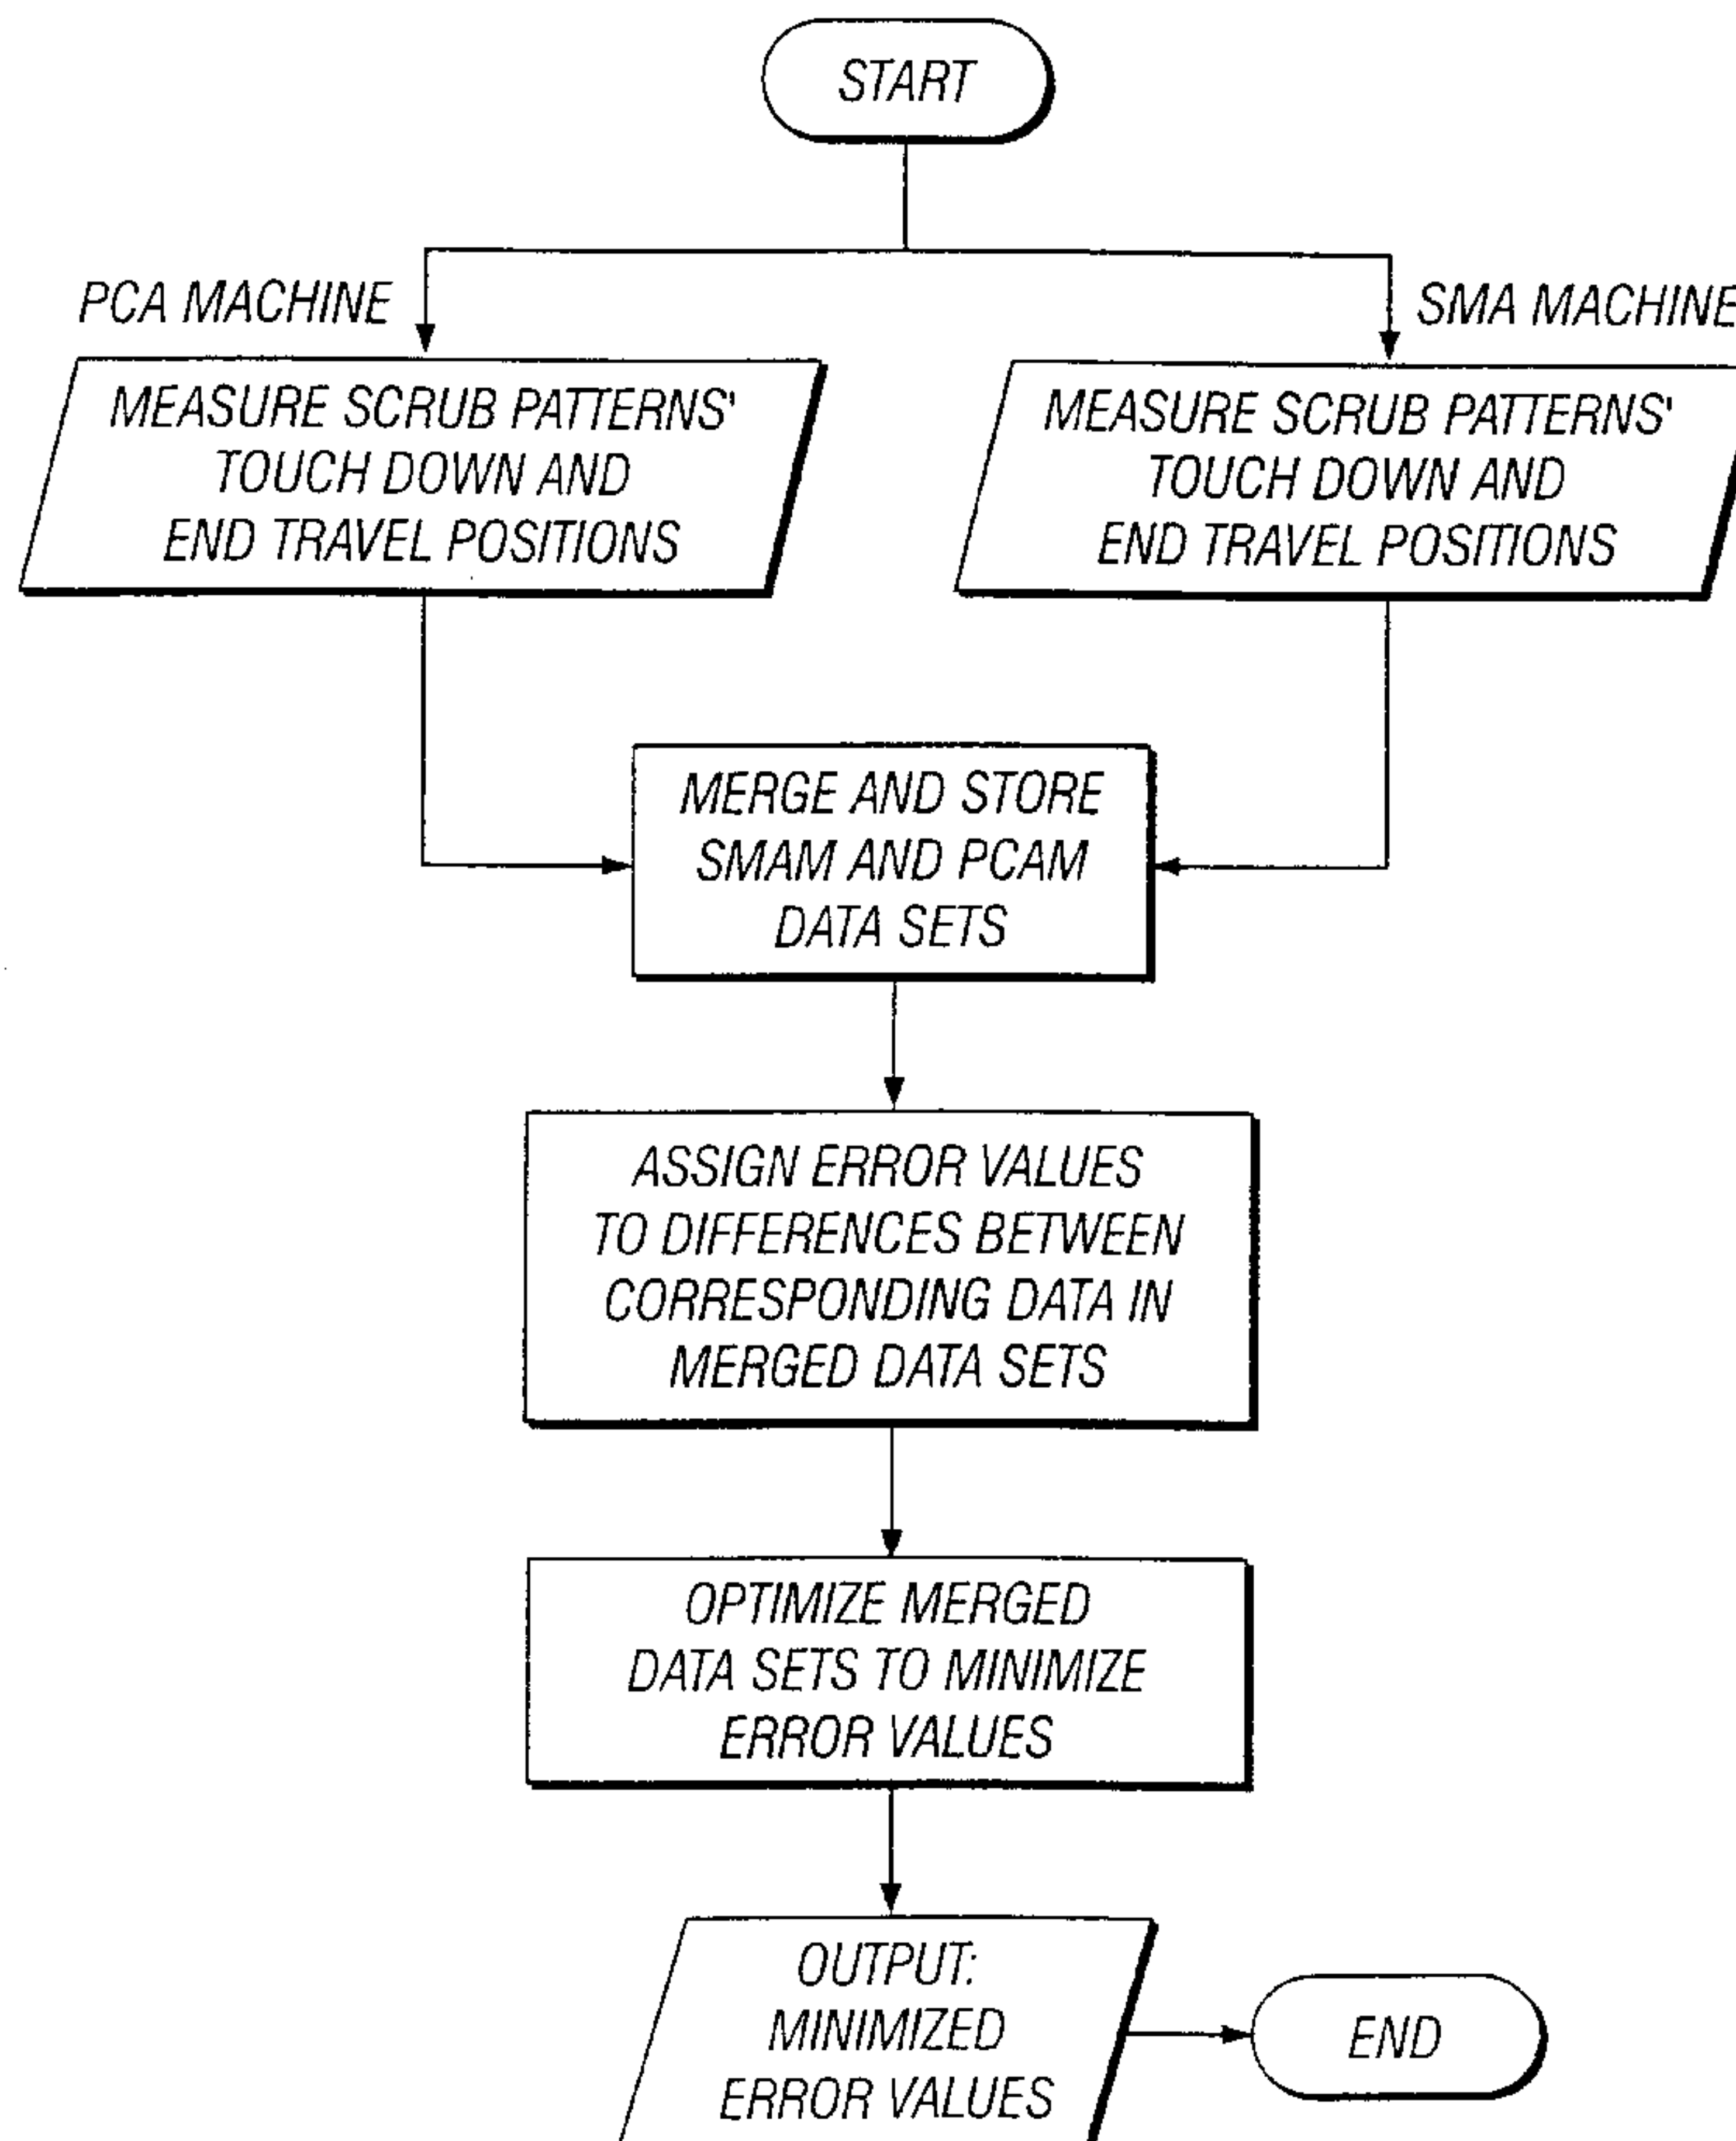 START
PCA MACHINE
SMA MACHINE
MEASURE SCRUB PATTERNS'
TOUCH DOWN AND
END TRAVEL POSITIONS
MEASURE SCRUB PATTERNS'
TOUCH DOWN AND
END TRAVEL POSITIONS
MERGE AND STORE
SMAM AND PCAM
DATA SETS
ASSIGN ERROR VALUES
TO DIFFERENCES BETWEEN
CORRESPONDING DATA IN
MERGED DATA SETS
OPTIMIZE MERGED
DATA SETS TO MINIMIZE
ERROR VALUES
OUTPUT:
MINIMIZED
ERROR VALUES
END